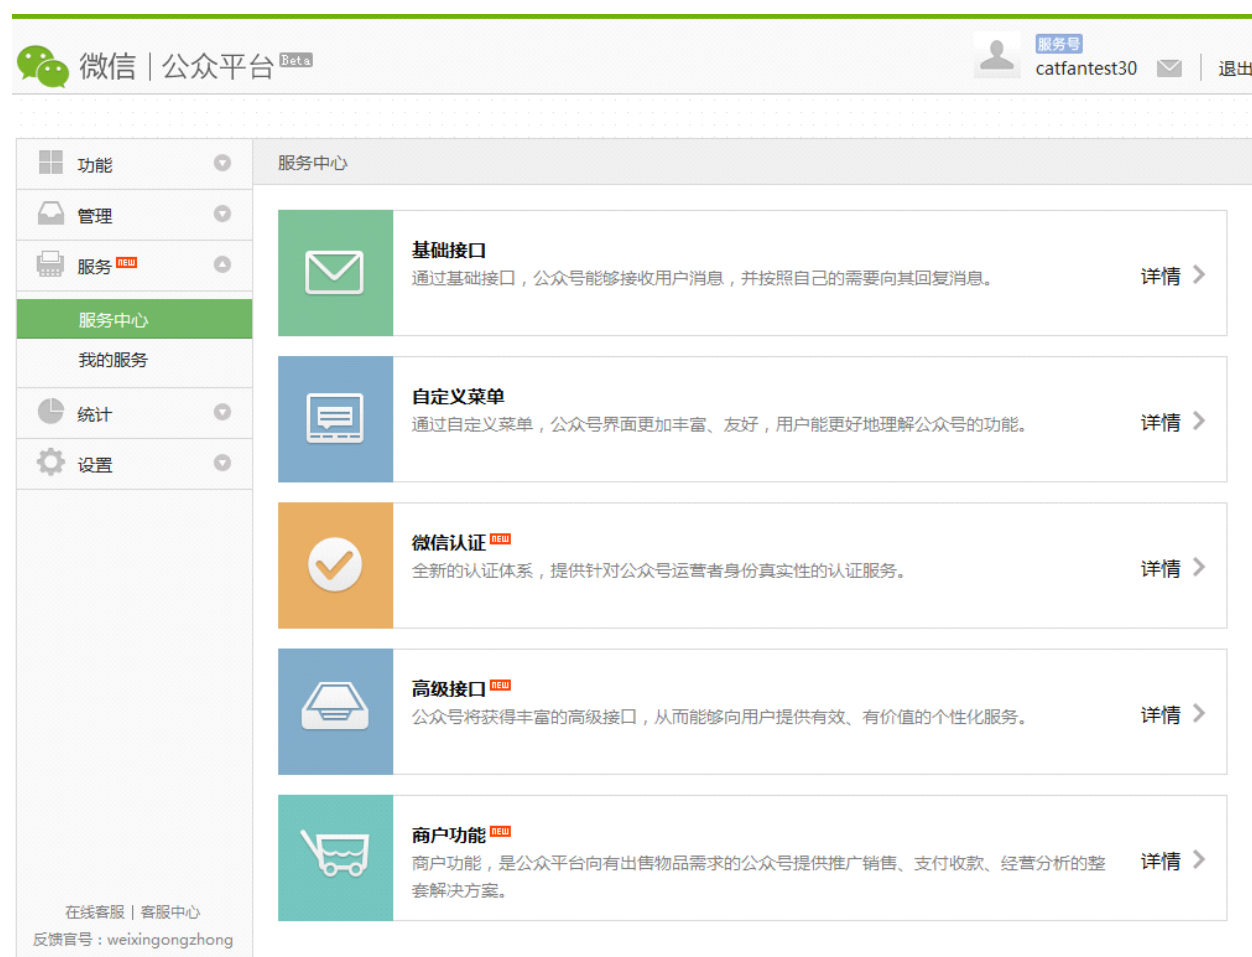 微信 | 公众平台 Beta
服务号
catfantest30
退出
功能
管理
服务 NEW
服务中心
我的服务
统计
设置
在线客服 | 客服中心
反馈官号：weixingongzhong
服务中心
基础接口
通过基础接口，公众号能够接收用户消息，并按照自己的需要向其回复消息。
详情
自定义菜单
通过自定义菜单，公众号界面更加丰富、友好，用户能更好地理解公众号的功能。
详情
微信认证 NEW
全新的认证体系，提供针对公众号运营者身份真实性的认证服务。
详情
高级接口 NEW
公众号将获得丰富的高级接口，从而能够向用户提供有效、有价值的个性化服务。
详情
商户功能 NEW
商户功能，是公众平台向有出售物品需求的公众号提供推广销售、支付收款、经营分析的整
套解决方案。
详情